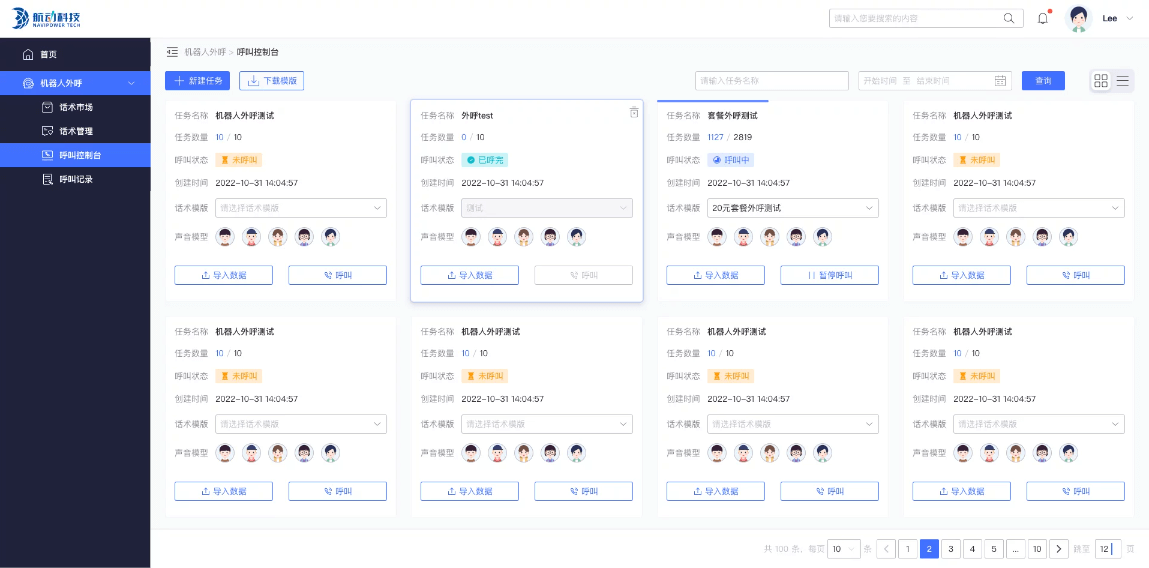 航动科技
NAVIPOWER TECH
请输入您要搜索的内容
Lee
首页
机器人外呼
话术市场
话术管理
呼叫控制台
呼叫记录
机器人外呼 > 呼叫控制台
新建任务 下载模版 请输入任务名称 开始时间 至 结束时间 查询
任务名称 机器人外呼测试
任务数量 10 / 10
呼叫状态 未呼叫
创建时间 2022-10-31 14:04:57
话术模版 请选择话术模版
声音模型
导入数据 呼叫
任务名称 外呼test
任务数量 0 / 10
呼叫状态 已呼完
创建时间 2022-10-31 14:04:57
话术模版 测试
声音模型
导入数据 呼叫
任务名称 套餐外呼测试
任务数量 1127 / 2819
呼叫状态 呼叫中
创建时间 2022-10-31 14:04:57
话术模版 20元套餐外呼测试
声音模型
导入数据 暂停呼叫
任务名称 机器人外呼测试
任务数量 10 / 10
呼叫状态 未呼叫
创建时间 2022-10-31 14:04:57
话术模版 请选择话术模版
声音模型
导入数据 呼叫
任务名称 机器人外呼测试
任务数量 10 / 10
呼叫状态 未呼叫
创建时间 2022-10-31 14:04:57
话术模版 请选择话术模版
声音模型
导入数据 呼叫
任务名称 机器人外呼测试
任务数量 10 / 10
呼叫状态 未呼叫
创建时间 2022-10-31 14:04:57
话术模版 请选择话术模版
声音模型
导入数据 呼叫
任务名称 机器人外呼测试
任务数量 10 / 10
呼叫状态 未呼叫
创建时间 2022-10-31 14:04:57
话术模版 请选择话术模版
声音模型
导入数据 呼叫
任务名称 机器人外呼测试
任务数量 10 / 10
呼叫状态 未呼叫
创建时间 2022-10-31 14:04:57
话术模版 请选择话术模版
声音模型
导入数据 呼叫
共 100 条，每页 10 条 1 2 3 4 5 ... 10 跳至 12 页